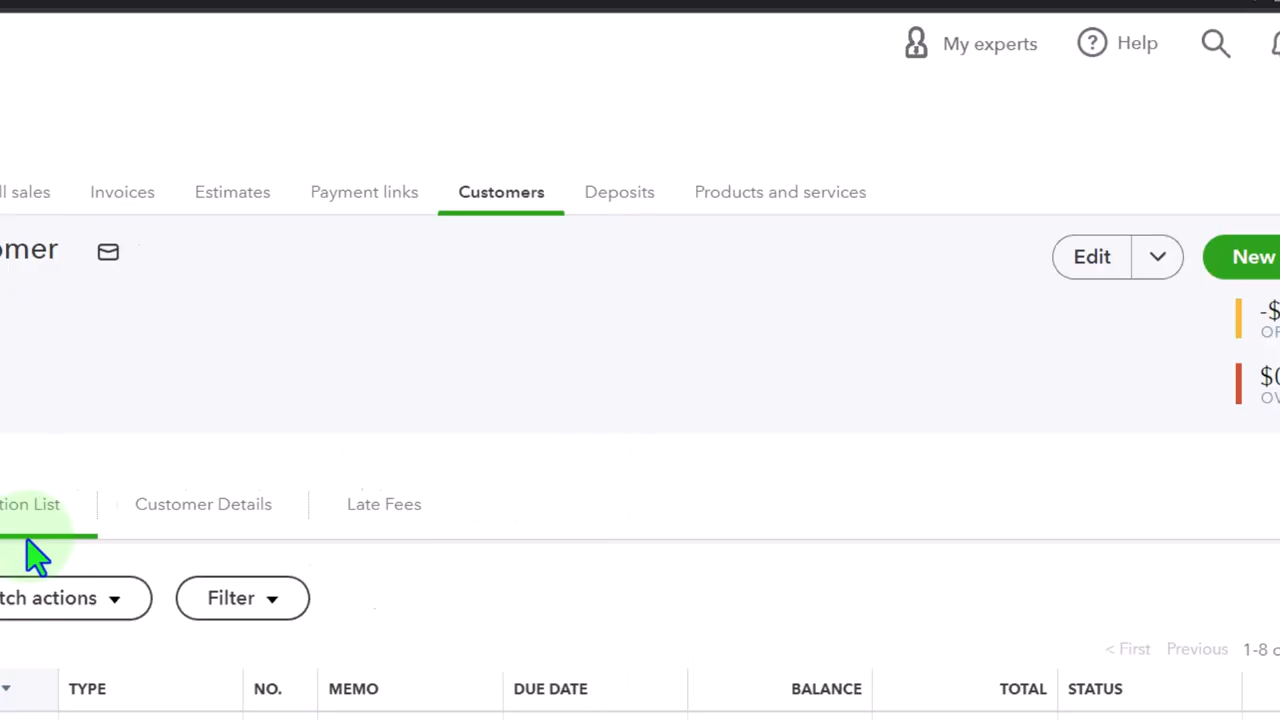 My experts Help
ll sales Invoices Estimates Payment links Customers Deposits Products and services
omer
Edit New
-$
OP
$0
OV
tion List Customer Details Late Fees
tch actions Filter
< First Previous 1-8 o
TYPE NO. MEMO DUE DATE BALANCE TOTAL STATUS